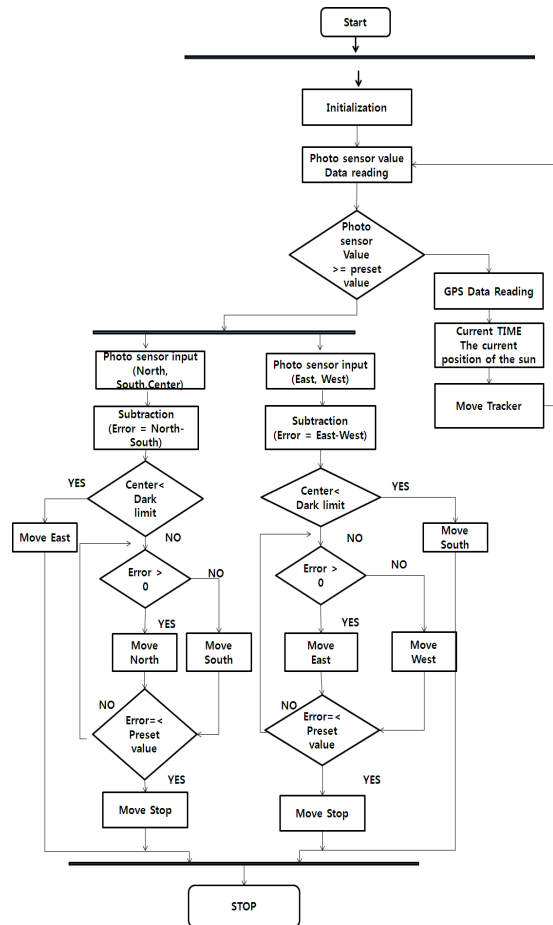 Start
Initialization
Photo sensor value
Data reading
Photo
sensor
Value
>= preset
value
GPS Data Reading
Current TIME
The current
position of the sun
Move Tracker
Photo sensor input
(North,
South,Center)
Photo sensor input
(East, West)
Subtraction
(Error = North-
South)
Subtraction
(Error = East-West)
YES
Center<
Dark
limit
Center<
Dark limit
YES
Move East
NO
NO
Move
South
Error >
0
NO
Error >
0
NO
YES
YES
Move
North
Move
South
Move
East
Move
West
NO
Error=<
Preset
value
NO
Error=<
Preset
value
YES
YES
Move Stop
Move Stop
STOP